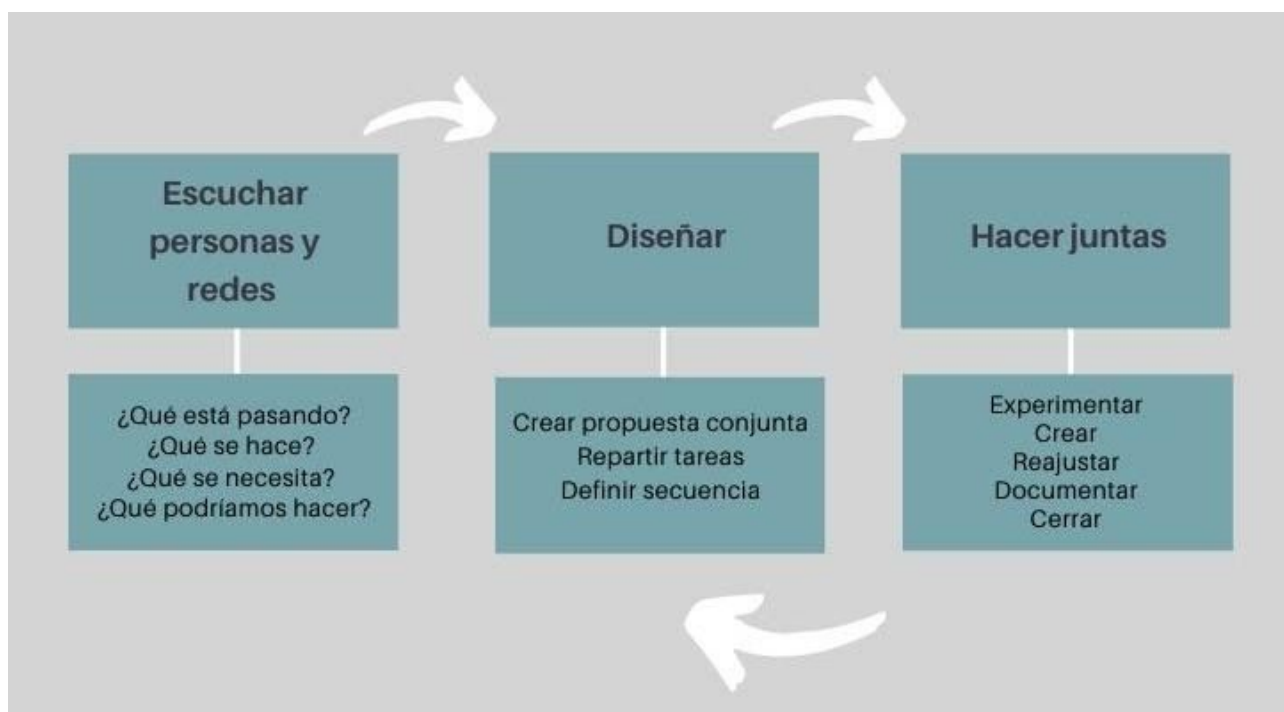 Escuchar
personas y
redes
¿Qué está pasando?
¿Qué se hace?
¿Qué se necesita?
¿Qué podríamos hacer?
Diseñar
Crear propuesta conjunta
Repartir tareas
Definir secuencia
Hacer juntas
Experimentar
Crear
Reajustar
Documentar
Cerrar